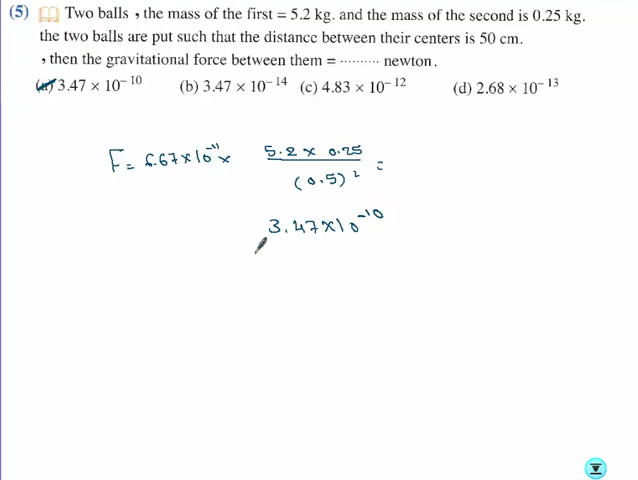 (5) Two balls, the mass of the first = 5.2 kg. and the mass of the second is 0.25 kg.
the two balls are put such that the distance between their centers is 50 cm.
, then the gravitational force between them = ········· newton.
(a) 3.47 × 10⁻¹⁰ (b) 3.47 × 10⁻¹⁴ (c) 4.83 × 10⁻¹² (d) 2.68 × 10⁻¹³
F = 6.67 × 10⁻¹¹ × 5.2 × 0.25 / (0.5)² =
3.47 × 10⁻¹⁰